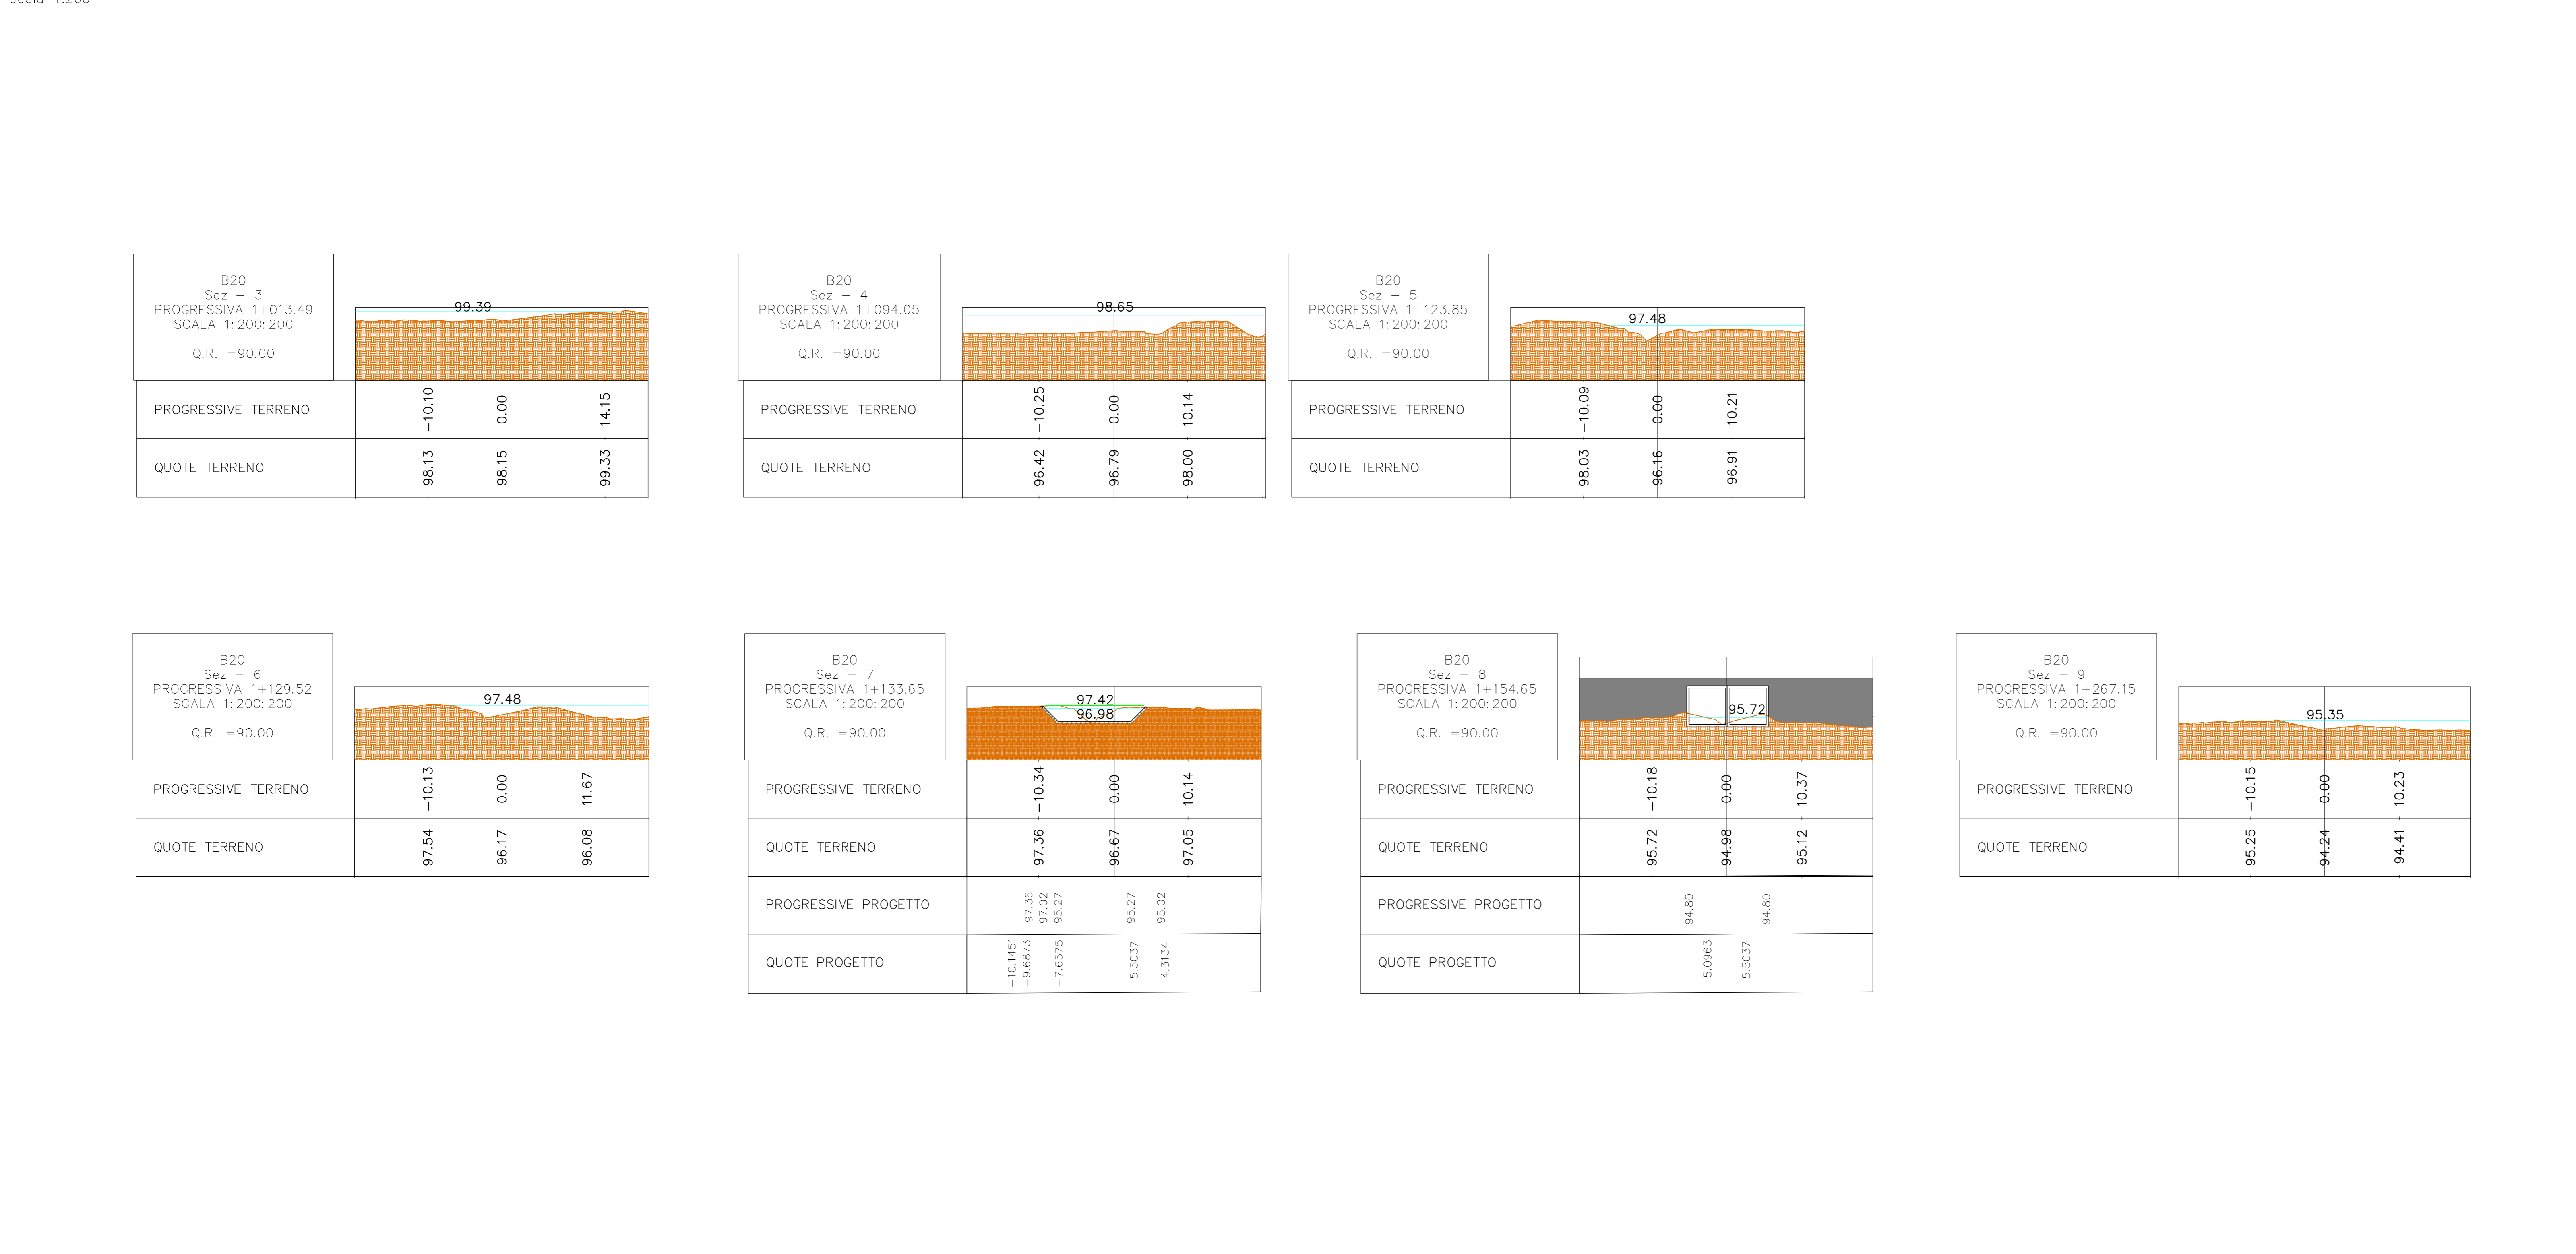 B20
Sez - 3
PROGRESSIVA 1+013.49
SCALA 1:200:200
Q.R. =90.00
99.39
PROGRESSIVE TERRENO
-10.10
0.00
14.15
QUOTE TERRENO
98.13
98.15
99.33
B20
Sez - 4
PROGRESSIVA 1+094.05
SCALA 1:200:200
Q.R. =90.00
98.65
PROGRESSIVE TERRENO
-10.25
0.00
10.14
QUOTE TERRENO
96.42
96.79
98.00
B20
Sez - 5
PROGRESSIVA 1+123.85
SCALA 1:200:200
Q.R. =90.00
97.48
PROGRESSIVE TERRENO
-10.09
0.00
10.21
QUOTE TERRENO
98.03
96.16
96.91
B20
Sez - 6
PROGRESSIVA 1+129.52
SCALA 1:200:200
Q.R. =90.00
97.48
PROGRESSIVE TERRENO
-10.13
0.00
11.67
QUOTE TERRENO
97.54
96.17
96.08
B20
Sez - 7
PROGRESSIVA 1+133.65
SCALA 1:200:200
Q.R. =90.00
97.42
96.98
PROGRESSIVE TERRENO
-10.34
0.00
10.14
QUOTE TERRENO
97.36
96.67
97.05
PROGRESSIVE PROGETTO
97.36
97.02
95.27
95.27
95.02
QUOTE PROGETTO
-10.1451
-9.6873
-7.6575
5.5037
4.3134
B20
Sez - 8
PROGRESSIVA 1+154.65
SCALA 1:200:200
Q.R. =90.00
95.72
PROGRESSIVE TERRENO
-10.18
0.00
10.37
QUOTE TERRENO
95.72
94.98
95.12
PROGRESSIVE PROGETTO
94.80
94.80
QUOTE PROGETTO
-5.0963
5.5037
B20
Sez - 9
PROGRESSIVA 1+267.15
SCALA 1:200:200
Q.R. =90.00
95.35
PROGRESSIVE TERRENO
-10.15
0.00
10.23
QUOTE TERRENO
95.25
94.24
94.41